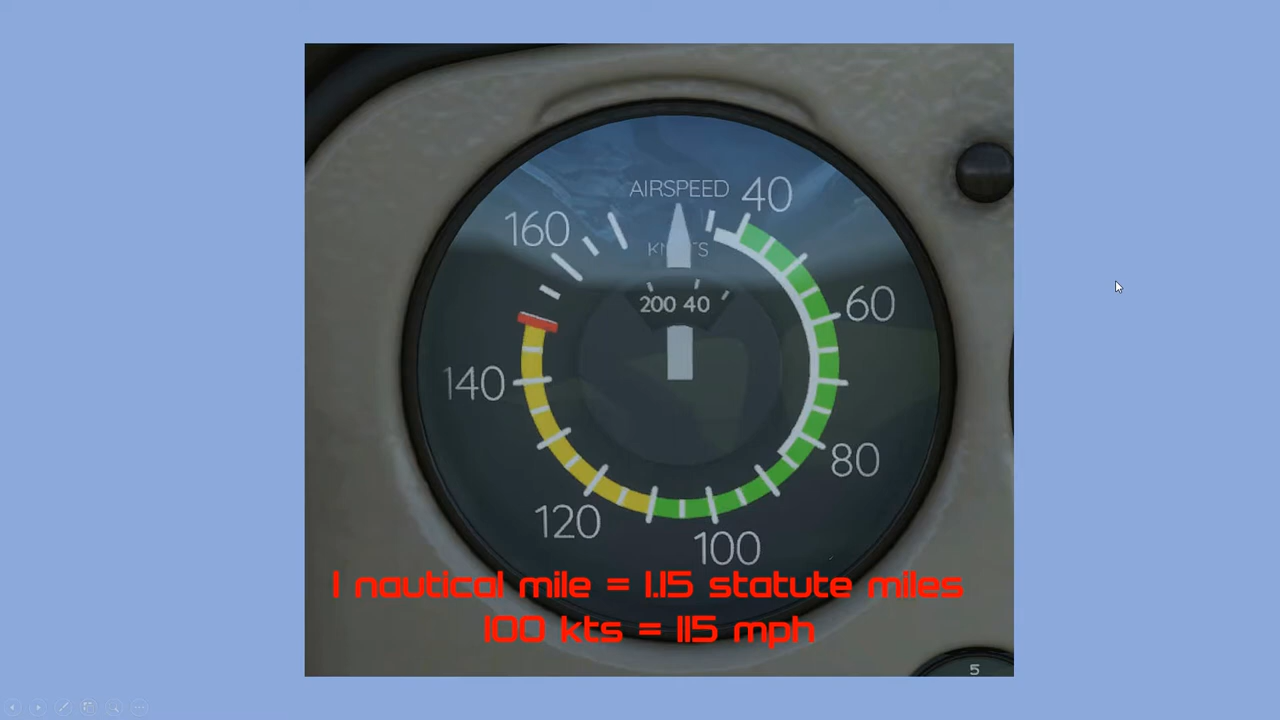 AIRSPEED
40
160
KNOTS
200 40
60
140
80
120
100
1 nautical mile = 1.15 statute miles
100 kts = 115 mph
5